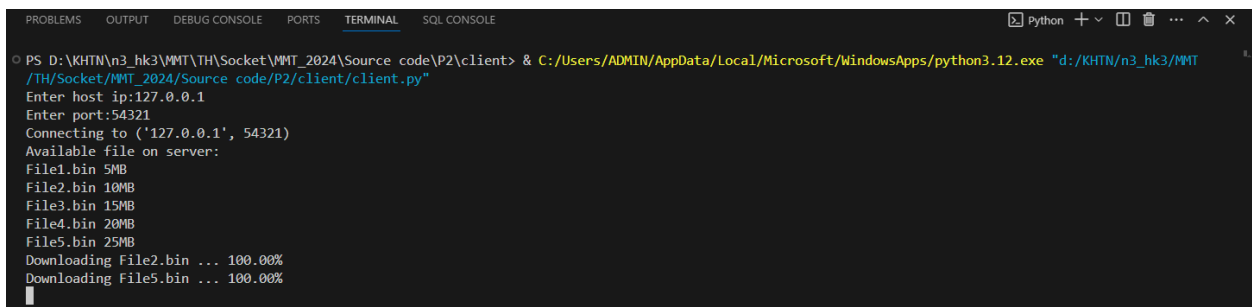 PROBLEMS OUTPUT DEBUG CONSOLE PORTS TERMINAL SQL CONSOLE Python
PS D:\KHTN\n3_hk3\MMT\TH\Socket\MMT_2024\Source code\P2\client> & C:/Users/ADMIN/AppData/Local/Microsoft/WindowsApps/python3.12.exe "d:/KHTN/n3_hk3/MMT
/TH/Socket/MMT_2024/Source code/P2/client/client.py"
Enter host ip:127.0.0.1
Enter port:54321
Connecting to ('127.0.0.1', 54321)
Available file on server:
File1.bin 5MB
File2.bin 10MB
File3.bin 15MB
File4.bin 20MB
File5.bin 25MB
Downloading File2.bin ... 100.00%
Downloading File5.bin ... 100.00%